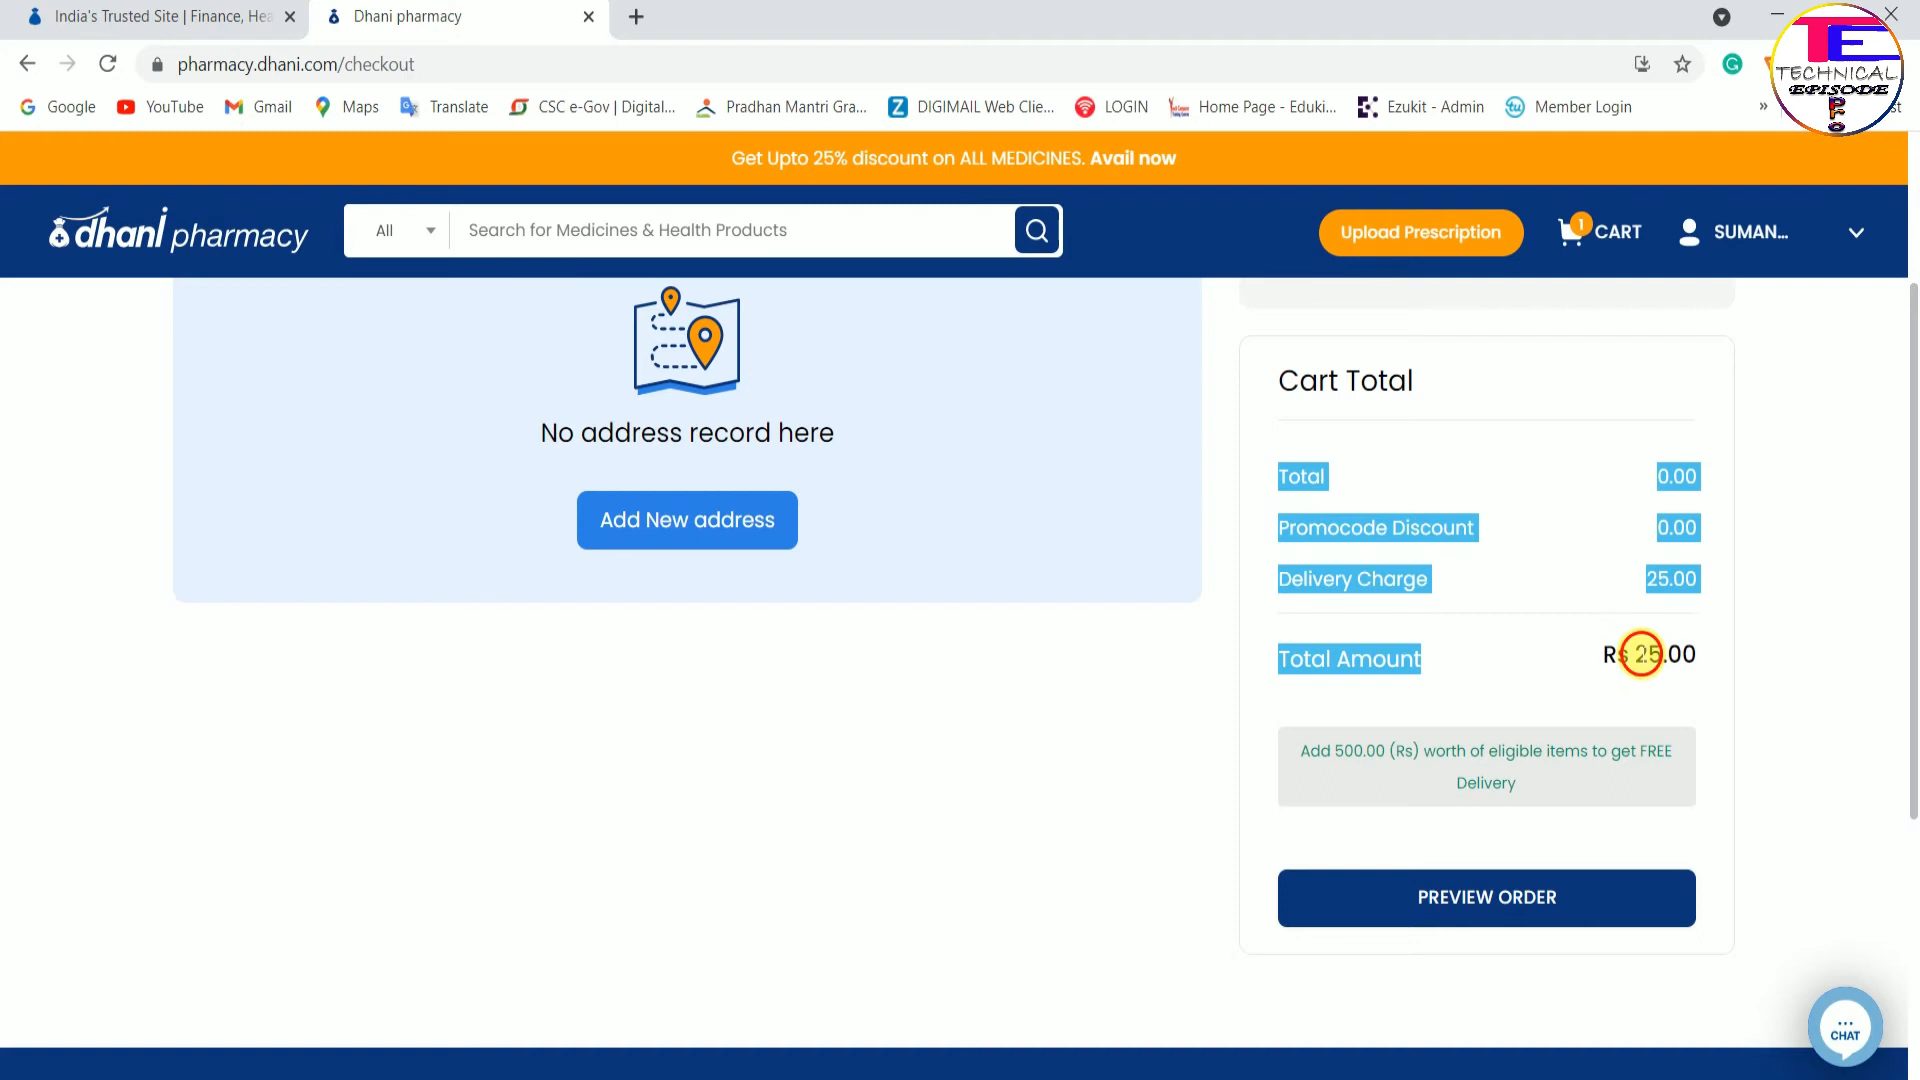 India's Trusted Site | Finance, Hea
Dhani pharmacy
pharmacy.dhani.com/checkout
Google
YouTube
Gmail
Maps
Translate
CSC e-Gov | Digital...
Pradhan Mantri Gra...
DIGIMAIL Web Clie...
LOGIN
Home Page - Eduki...
Ezukit - Admin
Member Login
»
st
TE
TECHNICAL
EPISODE
Pro
Get Upto 25% discount on ALL MEDICINES. Avail now
dhani pharmacy
All
Search for Medicines & Health Products
Upload Prescription
1
CART
SUMAN...
No address record here
Add New address
Cart Total
Total 0.00
Promocode Discount 0.00
Delivery Charge 25.00
Total Amount Rs 25.00
Add 500.00 (Rs) worth of eligible items to get FREE
Delivery
PREVIEW ORDER
CHAT